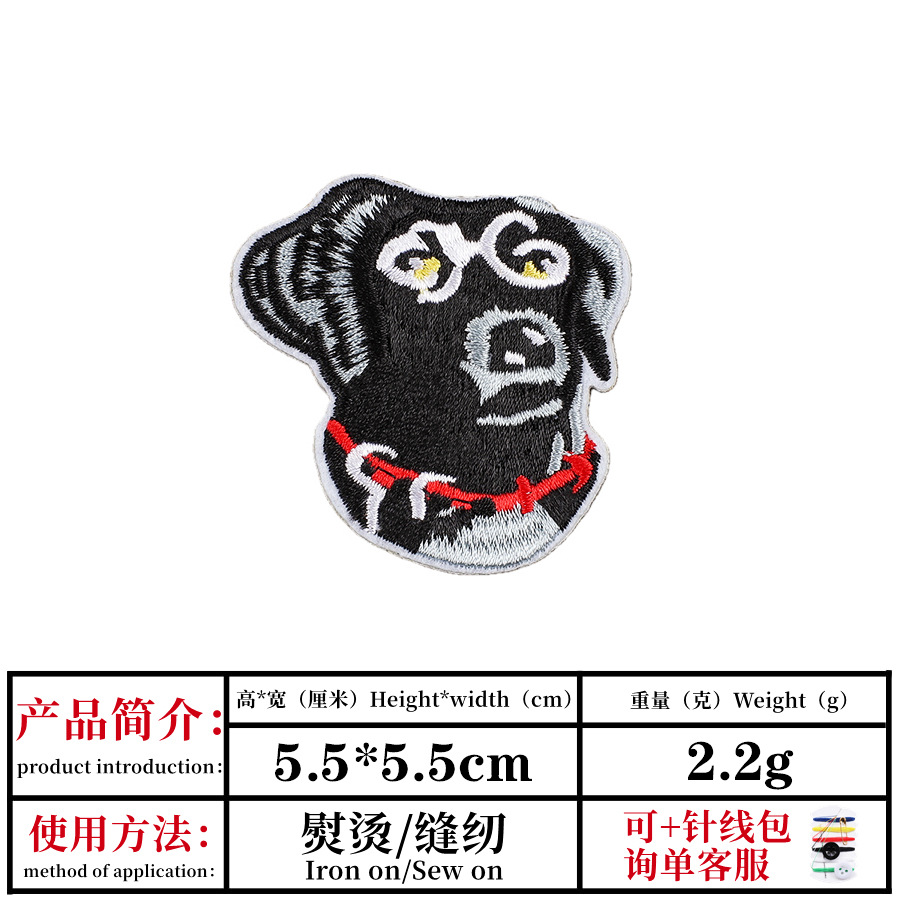 产品简介：
product introduction：
高*宽（厘米）Height*width（cm）
5.5*5.5cm
重量（克）Weight（g）
2.2g
使用方法：
method of application：
熨烫/缝纫
Iron on/Sew on
可+针线包
询单客服